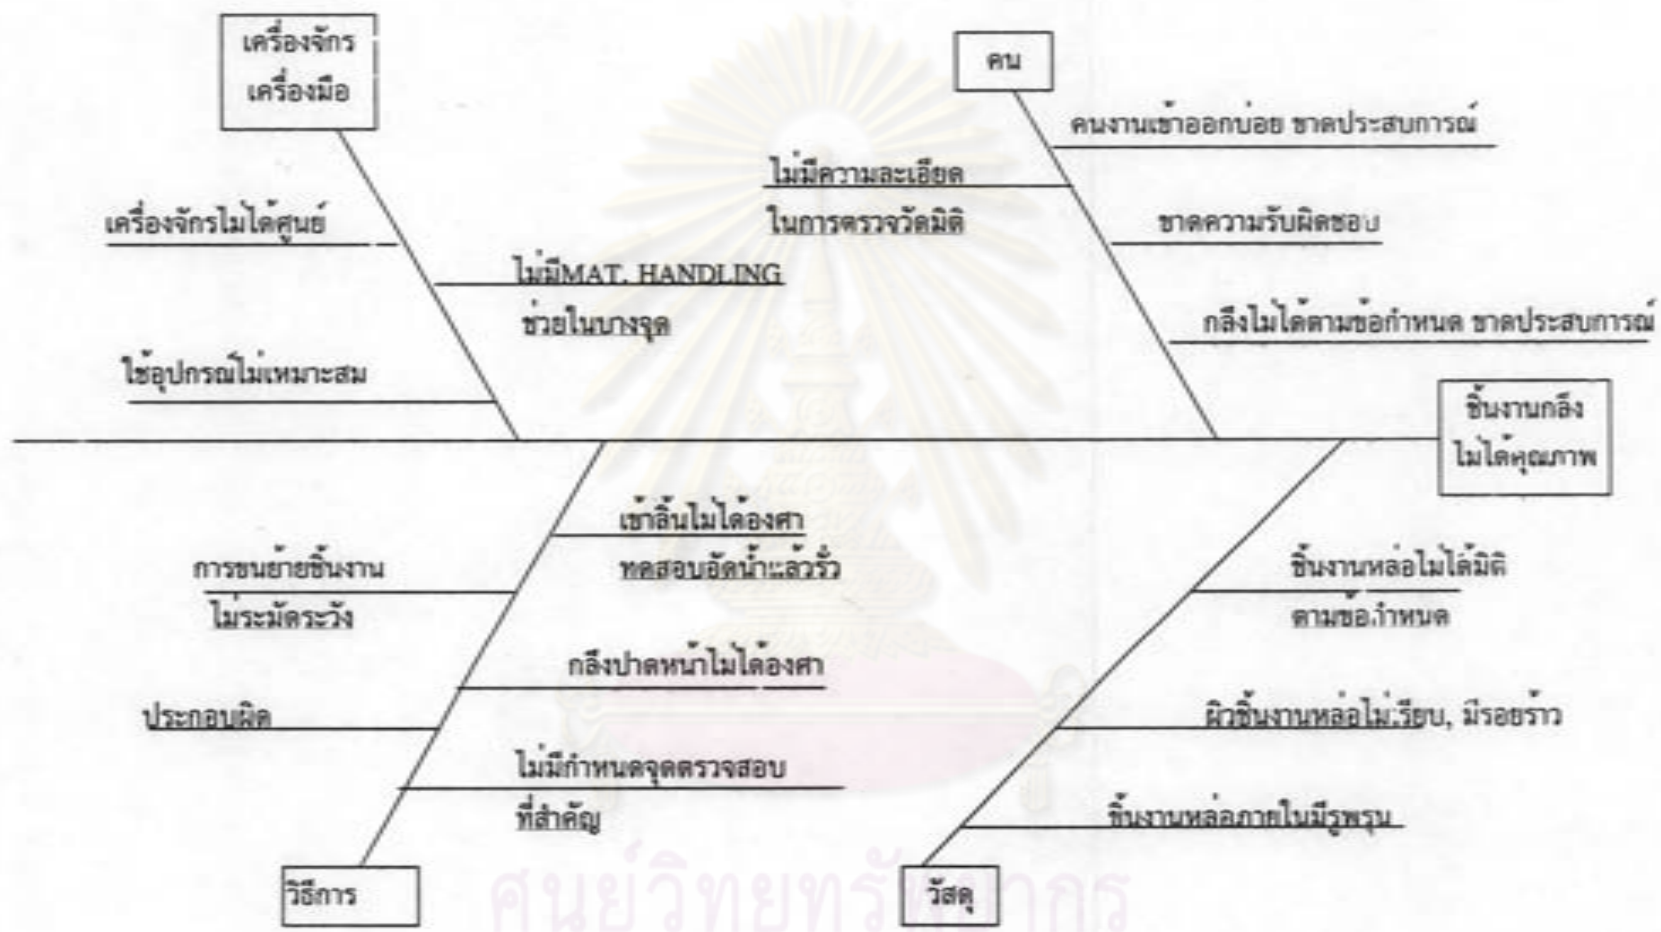 เครื่องจักร
เครื่องมือ
คน
คนงานเข้าออกบ่อย ขาดประสบการณ์
ไม่มีความละเอียด
ในการตรวจวัดมิติ
เครื่องจักรไม่ได้ศูนย์
ขาดความรับผิดชอบ
ไม่มีMAT. HANDLING
ช่วยในบางจุด
กลึงไม่ได้ตามข้อกำหนด ขาดประสบการณ์
ใช้อุปกรณ์ไม่เหมาะสม
ชิ้นงานกลึง
ไม่ได้คุณภาพ
เข้าลิ้นไม่ได้องศา
ทดสอบอัดน้ำแล้วรั่ว
การขนย้ายชิ้นงาน
ไม่ระมัดระวัง
ชิ้นงานหล่อไม่ได้มิติ
ตามข้อกำหนด
กลึงปาดหน้าไม่ได้องศา
ประกอบผิด
ผิวชิ้นงานหล่อไม่เรียบ, มีรอยร้าว
ไม่มีกำหนดจุดตรวจสอบ
ที่สำคัญ
ชิ้นงานหล่อภายในมีรูพรุน
วิธีการ
วัสดุ
ศูนย์วิทยทรัพยากร